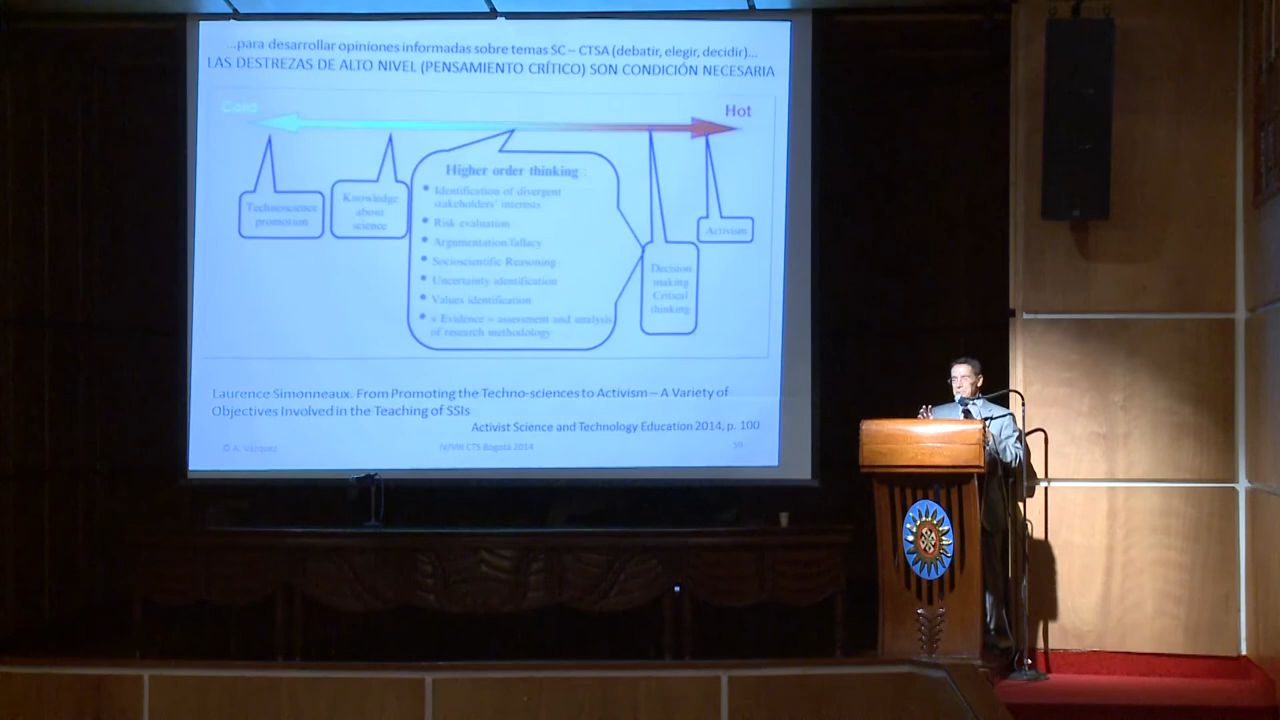 ...para desarrollar opiniones informadas sobre temas SC – CTSA (debatir, elegir, decidir)...
LAS DESTREZAS DE ALTO NIVEL (PENSAMIENTO CRÍTICO) SON CONDICIÓN NECESARIA
Cold
Hot
Technoscience
promotion
Knowledge
about
science
Higher order thinking :
• Identification of divergent
stakeholders' interests
• Risk evaluation
• Argumentation/fallacy
• Socioscientific Reasoning
• Uncertainty identification
• Values identification
• « Evidence » assessment and analysis
of research methodology
Decision
making
Critical
thinking
Activism
Laurence Simonneaux. From Promoting the Techno-sciences to Activism – A Variety of
Objectives Involved in the Teaching of SSIs
Activist Science and Technology Education 2014, p. 100
© A. Vázquez
IV/VIII CTS Bogotá 2014
59